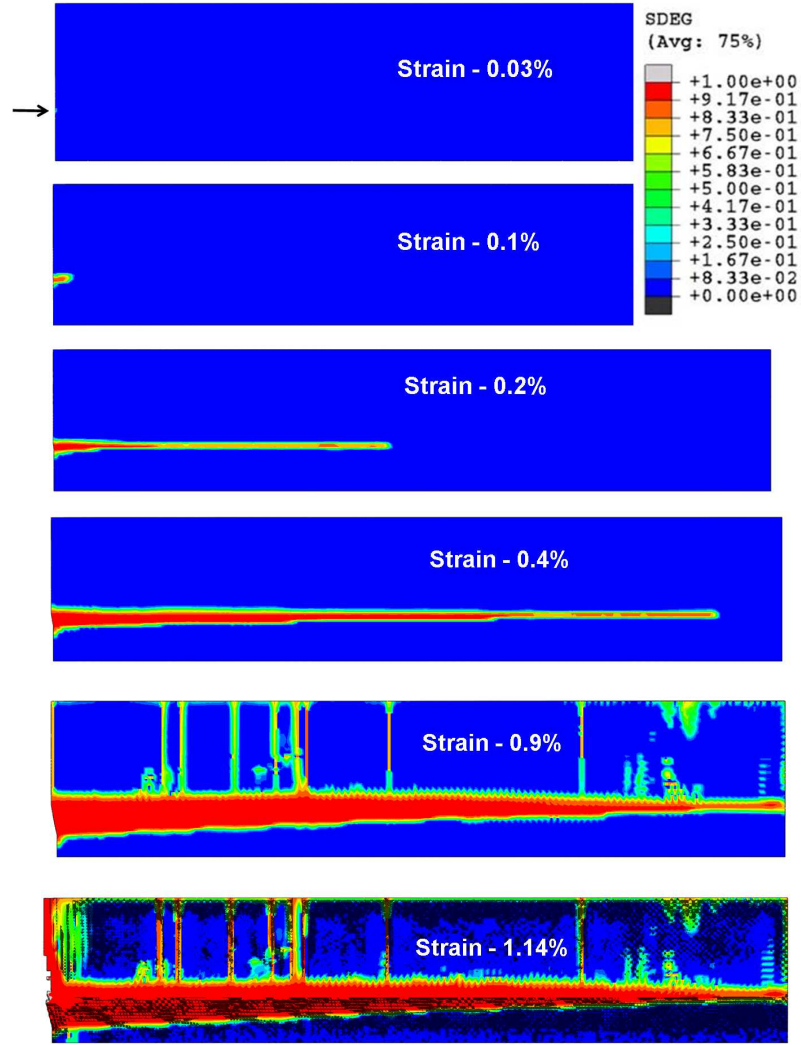 Strain - 0.03%
SDEG
(Avg: 75%)
+1.00e+00
+9.17e-01
+8.33e-01
+7.50e-01
+6.67e-01
+5.83e-01
+5.00e-01
+4.17e-01
+3.33e-01
+2.50e-01
+1.67e-01
+8.33e-02
+0.00e+00
Strain - 0.1%
Strain - 0.2%
Strain - 0.4%
Strain - 0.9%
Strain - 1.14%